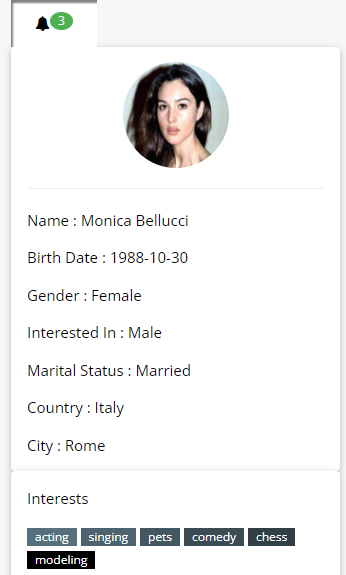 3
Name : Monica Bellucci
Birth Date : 1988-10-30
Gender : Female
Interested In : Male
Marital Status : Married
Country : Italy
City : Rome
Interests
acting singing pets comedy chess
modeling